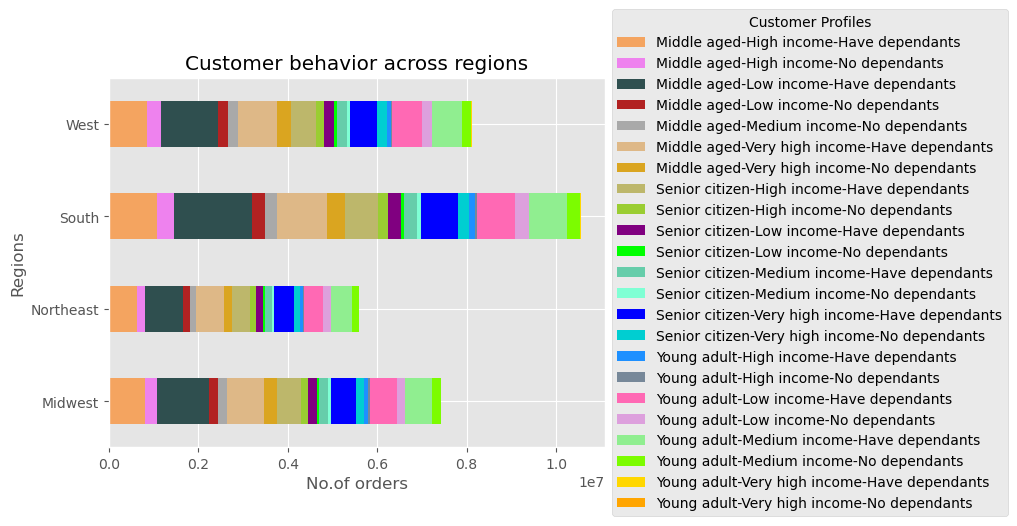 Customer behavior across regions
Regions
West
South
Northeast
Midwest
0.0 0.2 0.4 0.6 0.8 1.0
1e7
No.of orders
Customer Profiles
Middle aged-High income-Have dependants
Middle aged-High income-No dependants
Middle aged-Low income-Have dependants
Middle aged-Low income-No dependants
Middle aged-Medium income-No dependants
Middle aged-Very high income-Have dependants
Middle aged-Very high income-No dependants
Senior citizen-High income-Have dependants
Senior citizen-High income-No dependants
Senior citizen-Low income-Have dependants
Senior citizen-Low income-No dependants
Senior citizen-Medium income-Have dependants
Senior citizen-Medium income-No dependants
Senior citizen-Very high income-Have dependants
Senior citizen-Very high income-No dependants
Young adult-High income-Have dependants
Young adult-High income-No dependants
Young adult-Low income-Have dependants
Young adult-Low income-No dependants
Young adult-Medium income-Have dependants
Young adult-Medium income-No dependants
Young adult-Very high income-Have dependants
Young adult-Very high income-No dependants